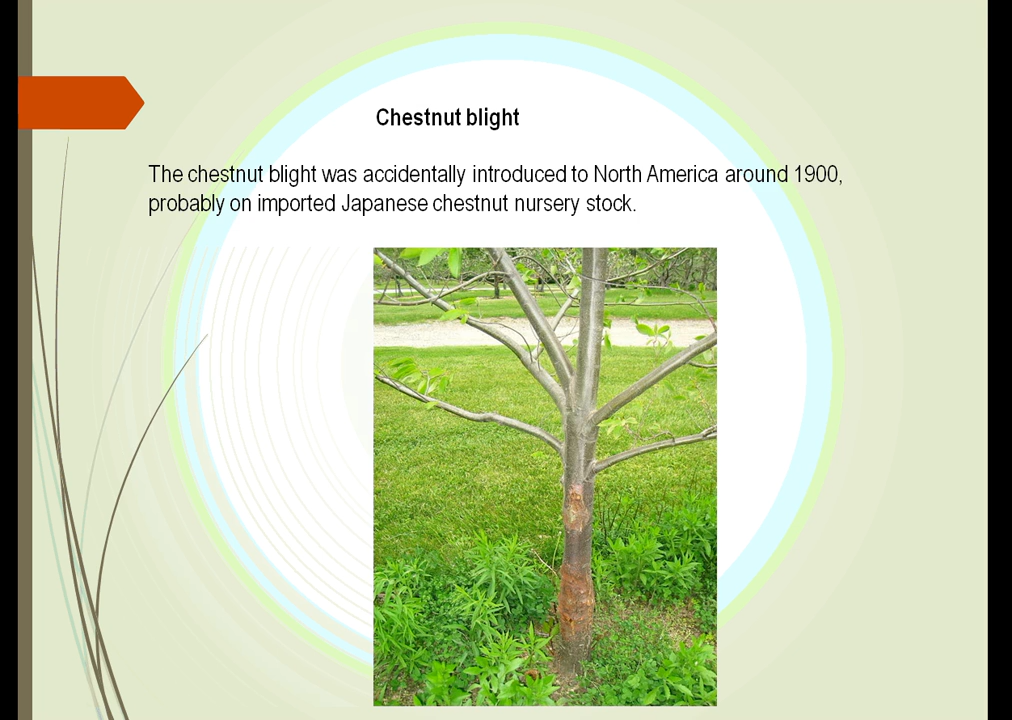 Chestnut blight
The chestnut blight was accidentally introduced to North America around 1900,
probably on imported Japanese chestnut nursery stock.